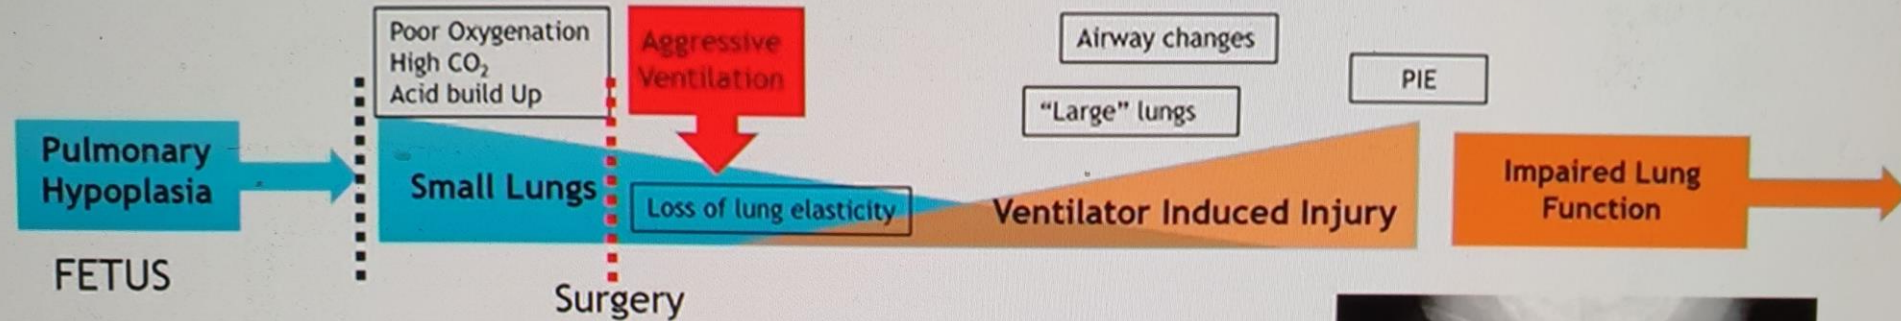 Poor Oxygenation
High CO₂
Acid build Up
Aggressive
Ventilation
Airway changes
PIE
"Large" lungs
Pulmonary
Hypoplasia
Small Lungs
Loss of lung elasticity
Ventilator Induced Injury
Impaired Lung
Function
FETUS
Surgery